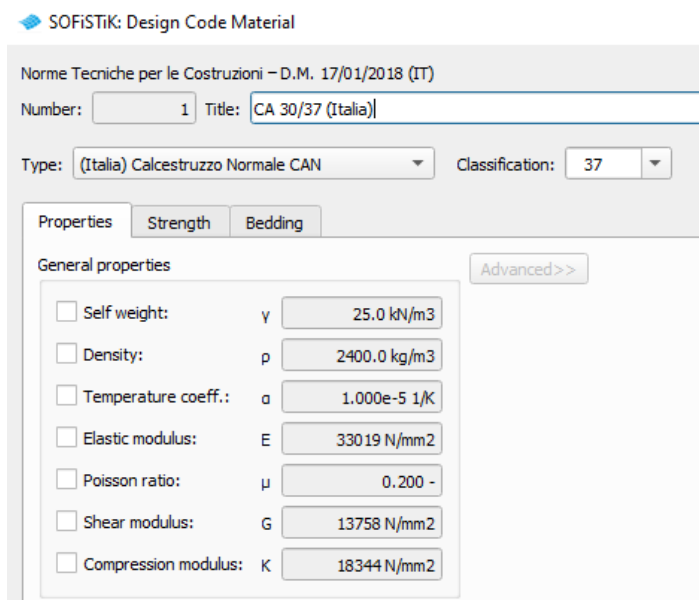 SOFiSTiK: Design Code Material
Norme Tecniche per le Costruzioni – D.M. 17/01/2018 (IT)
Number: 1 Title: CA 30/37 (Italia)
Type: (Italia) Calcestruzzo Normale CAN Classification: 37
Properties Strength Bedding
General properties Advanced>>
Self weight: γ 25.0 kN/m3
Density: ρ 2400.0 kg/m3
Temperature coeff.: α 1.000e-5 1/K
Elastic modulus: E 33019 N/mm2
Poisson ratio: μ 0.200 -
Shear modulus: G 13758 N/mm2
Compression modulus: K 18344 N/mm2